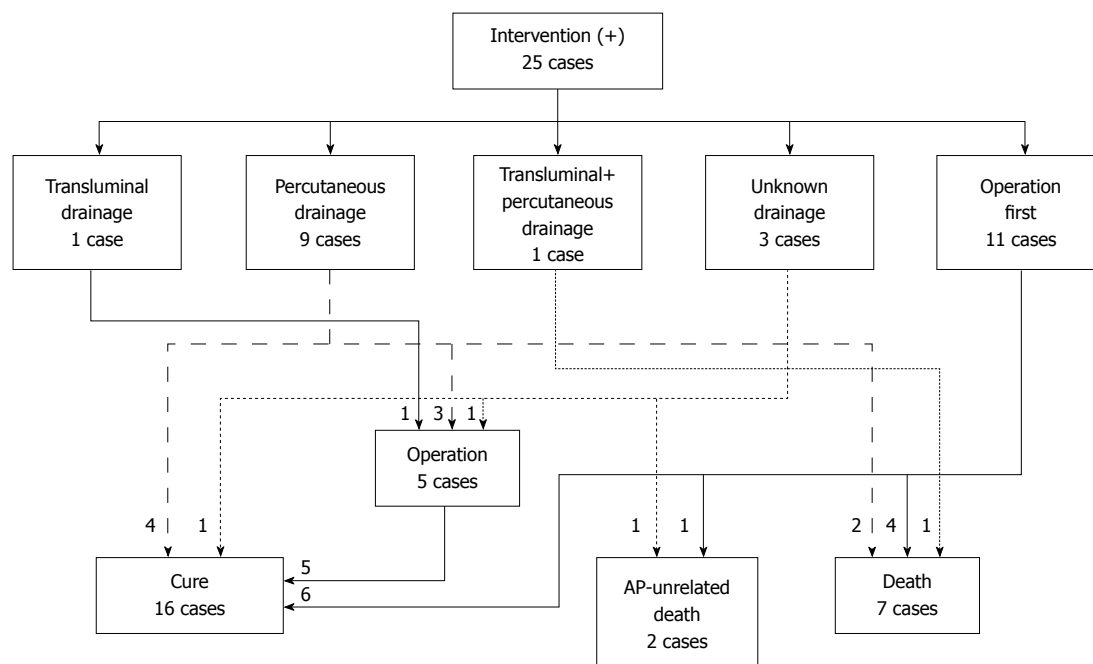 Intervention (+)
25 cases
Transluminal
drainage
1 case
Percutaneous
drainage
9 cases
Transluminal+
percutaneous
drainage
1 case
Unknown
drainage
3 cases
Operation
first
11 cases
1
3
1
Operation
5 cases
4
1
1
1
2
4
1
5
6
Cure
16 cases
AP-unrelated
death
2 cases
Death
7 cases